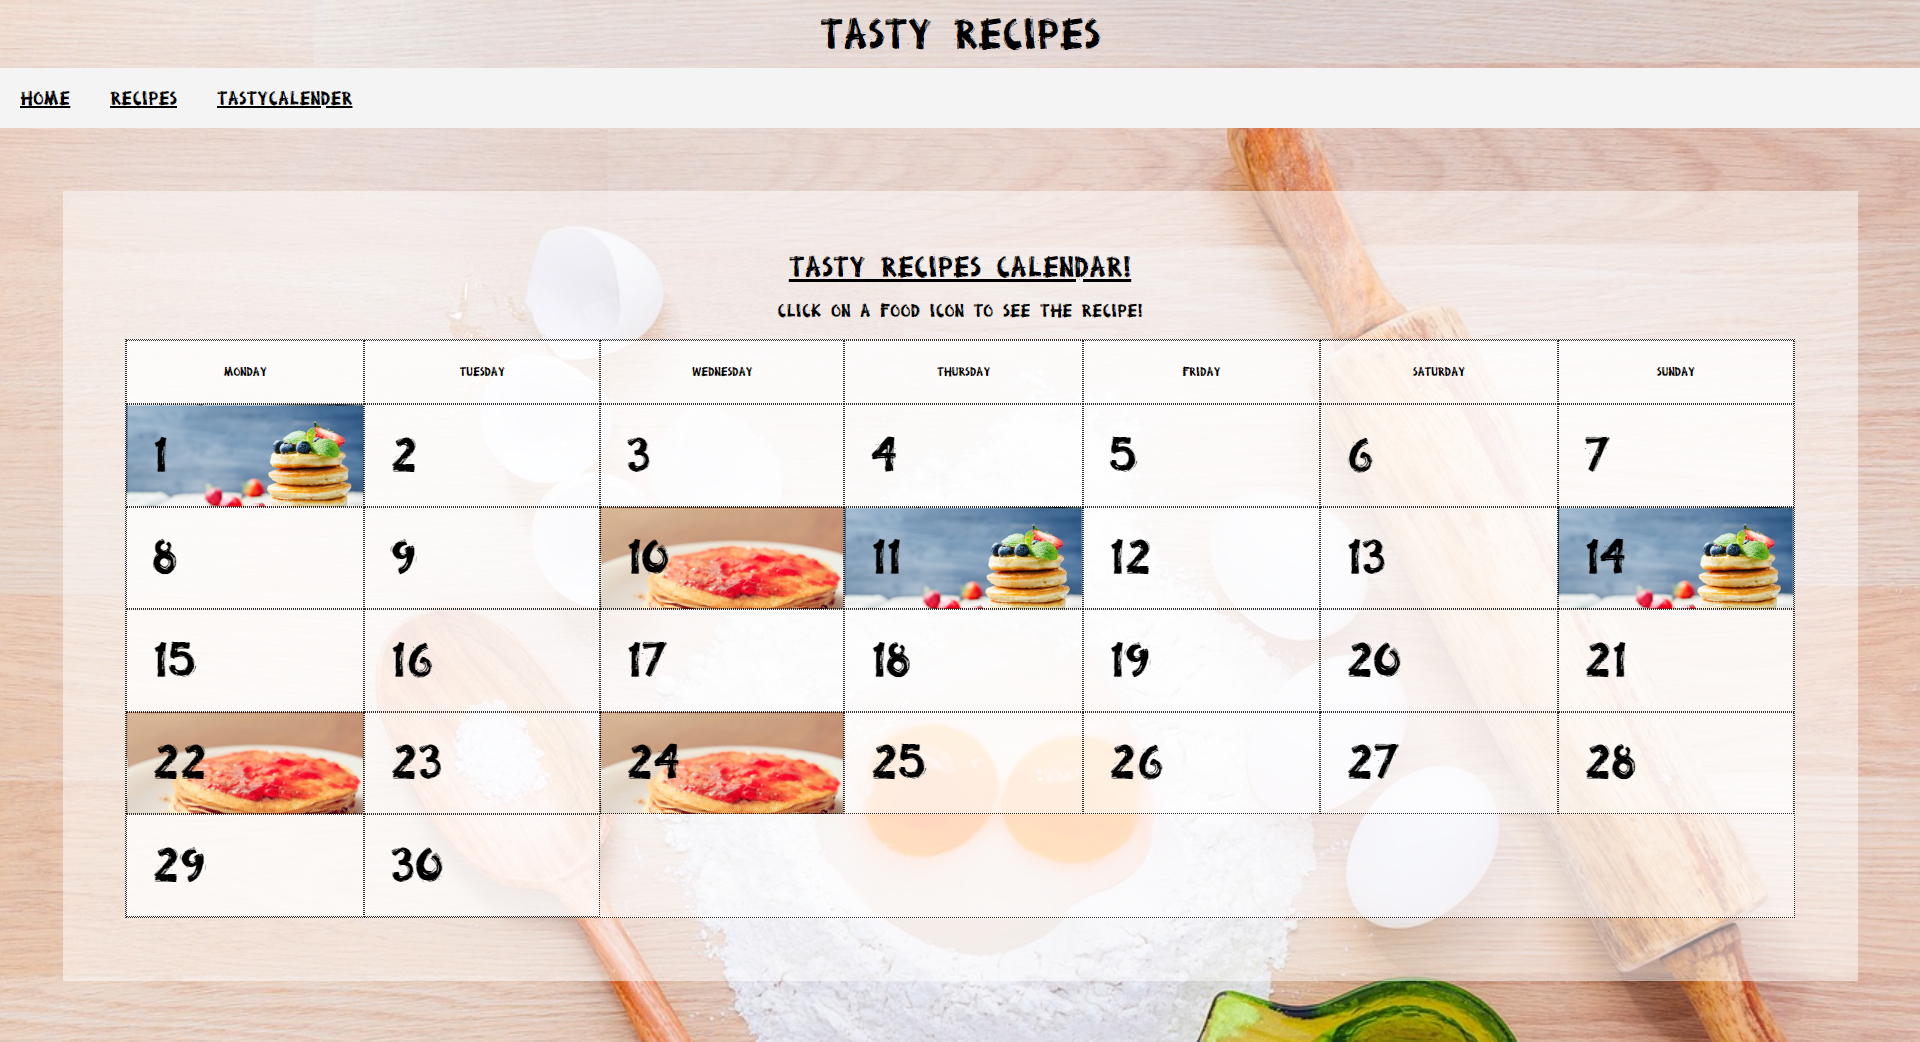 TASTY RECIPES
HOME RECIPES TASTYCALENDER
TASTY RECIPES CALENDAR!
CLICK ON A FOOD ICON TO SEE THE RECIPE!
MONDAY TUESDAY WEDNESDAY THURSDAY FRIDAY SATURDAY SUNDAY
1 2 3 4 5 6 7
8 9 10 11 12 13 14
15 16 17 18 19 20 21
22 23 24 25 26 27 28
29 30